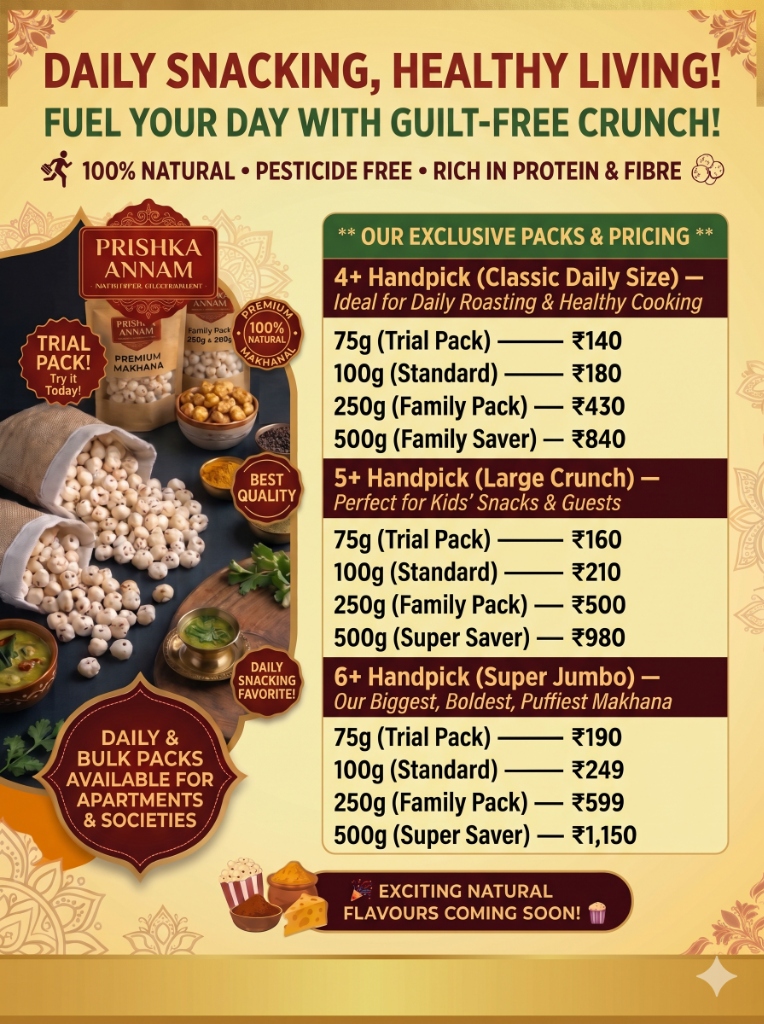 DAILY SNACKING, HEALTHY LIVING!
FUEL YOUR DAY WITH GUILT-FREE CRUNCH!
100% NATURAL • PESTICIDE FREE • RICH IN PROTEIN & FIBRE
PRISHKA
ANNAM
PRISHKA
ANNAM
PREMIUM
MAKHANA
ANNAM
Family Pack
250g & 280g
PREMIUM
100%
NATURAL
MAKHANAL
TRIAL
PACK!
Try it
Today!
BEST
QUALITY
DAILY
SNACKING
FAVORITE!
DAILY &
BULK PACKS
AVAILABLE FOR
APARTMENTS
& SOCIETIES
** OUR EXCLUSIVE PACKS & PRICING **
4+ Handpick (Classic Daily Size) —
Ideal for Daily Roasting & Healthy Cooking
75g (Trial Pack) ——— ₹140
100g (Standard) ——— ₹180
250g (Family Pack) — ₹430
500g (Family Saver) — ₹840
5+ Handpick (Large Crunch) —
Perfect for Kids' Snacks & Guests
75g (Trial Pack) ——— ₹160
100g (Standard) ——— ₹210
250g (Family Pack) — ₹500
500g (Super Saver) — ₹980
6+ Handpick (Super Jumbo) —
Our Biggest, Boldest, Puffiest Makhana
75g (Trial Pack) ——— ₹190
100g (Standard) ——— ₹249
250g (Family Pack) — ₹599
500g (Super Saver) — ₹1,150
EXCITING NATURAL
FLAVOURS COMING SOON!